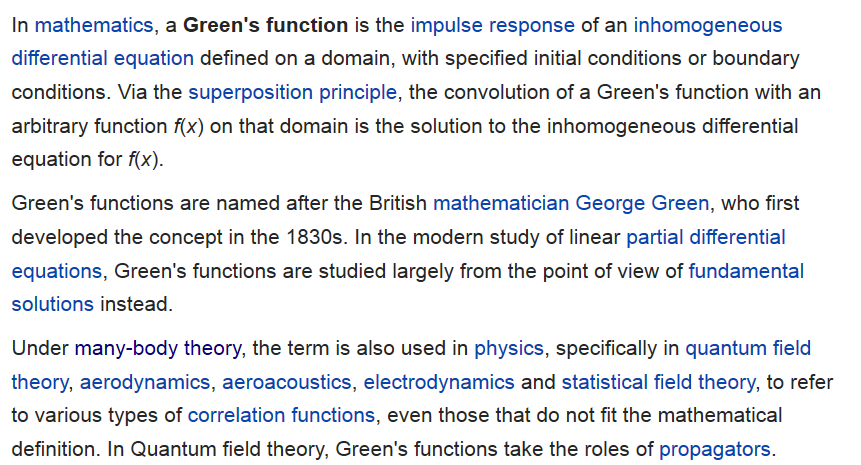 In mathematics, a Green's function is the impulse response of an inhomogeneous
differential equation defined on a domain, with specified initial conditions or boundary
conditions. Via the superposition principle, the convolution of a Green's function with an
arbitrary function f(x) on that domain is the solution to the inhomogeneous differential
equation for f(x).
Green's functions are named after the British mathematician George Green, who first
developed the concept in the 1830s. In the modern study of linear partial differential
equations, Green's functions are studied largely from the point of view of fundamental
solutions instead.
Under many-body theory, the term is also used in physics, specifically in quantum field
theory, aerodynamics, aeroacoustics, electrodynamics and statistical field theory, to refer
to various types of correlation functions, even those that do not fit the mathematical
definition. In Quantum field theory, Green's functions take the roles of propagators.